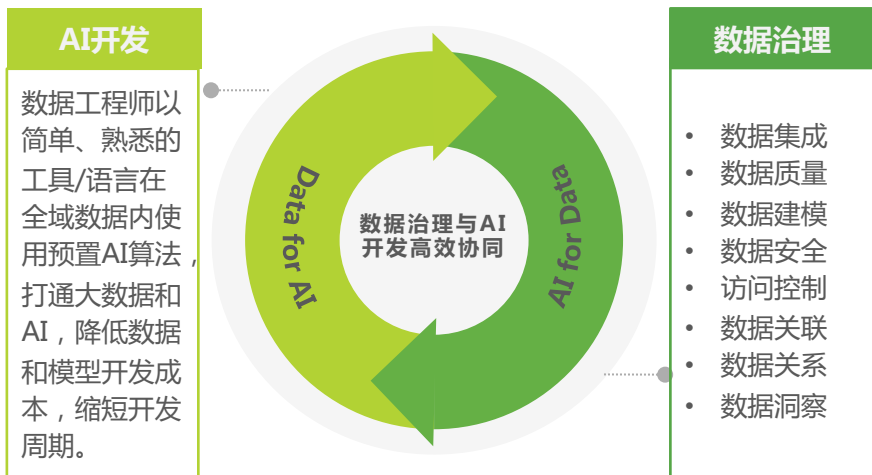 AI开发
数据工程师以
简单、熟悉的
工具/语言在
全域数据内使
用预置AI算法，
打通大数据和
AI，降低数据
和模型开发成
本，缩短开发
周期。
Data for AI
数据治理与AI
开发高效协同
AI for Data
数据治理
• 数据集成
• 数据质量
• 数据建模
• 数据安全
• 访问控制
• 数据关联
• 数据关系
• 数据洞察